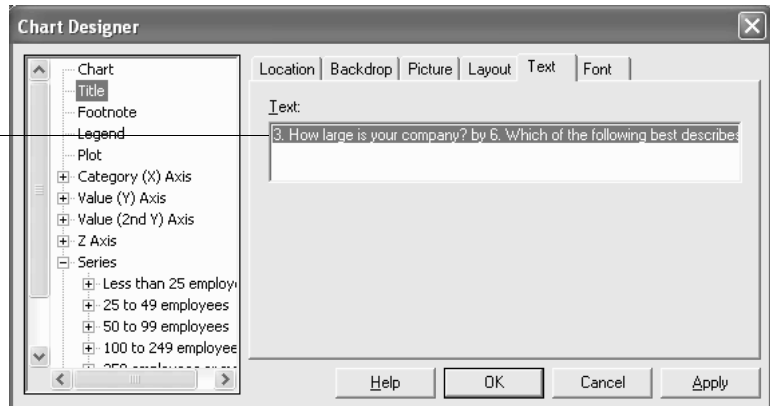 Chart Designer
Chart
Title
Footnote
Legend
Plot
Category (X) Axis
Value (Y) Axis
Value (2nd Y) Axis
Z Axis
Series
Less than 25 employ
25 to 49 employees
50 to 99 employees
100 to 249 employee
Location Backdrop Picture Layout Text Font
Text:
3. How large is your company? by 6. Which of the following best describes
Help OK Cancel Apply